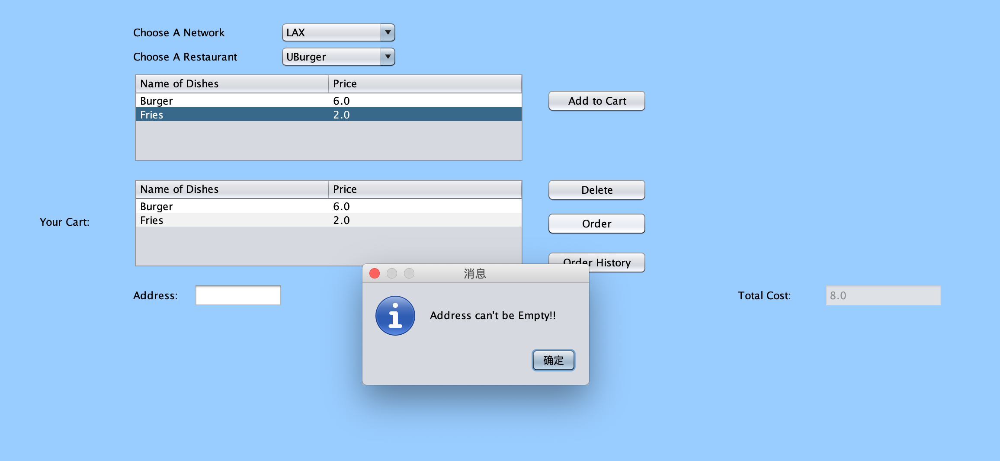 Choose A Network LAX
Choose A Restaurant UBurger
Name of Dishes Price
Burger 6.0
Fries 2.0
Add to Cart
Name of Dishes Price
Burger 6.0
Fries 2.0
Your Cart:
Delete
Order
Order History
消息
Address can't be Empty!!
确定
Address:
Total Cost: 8.0